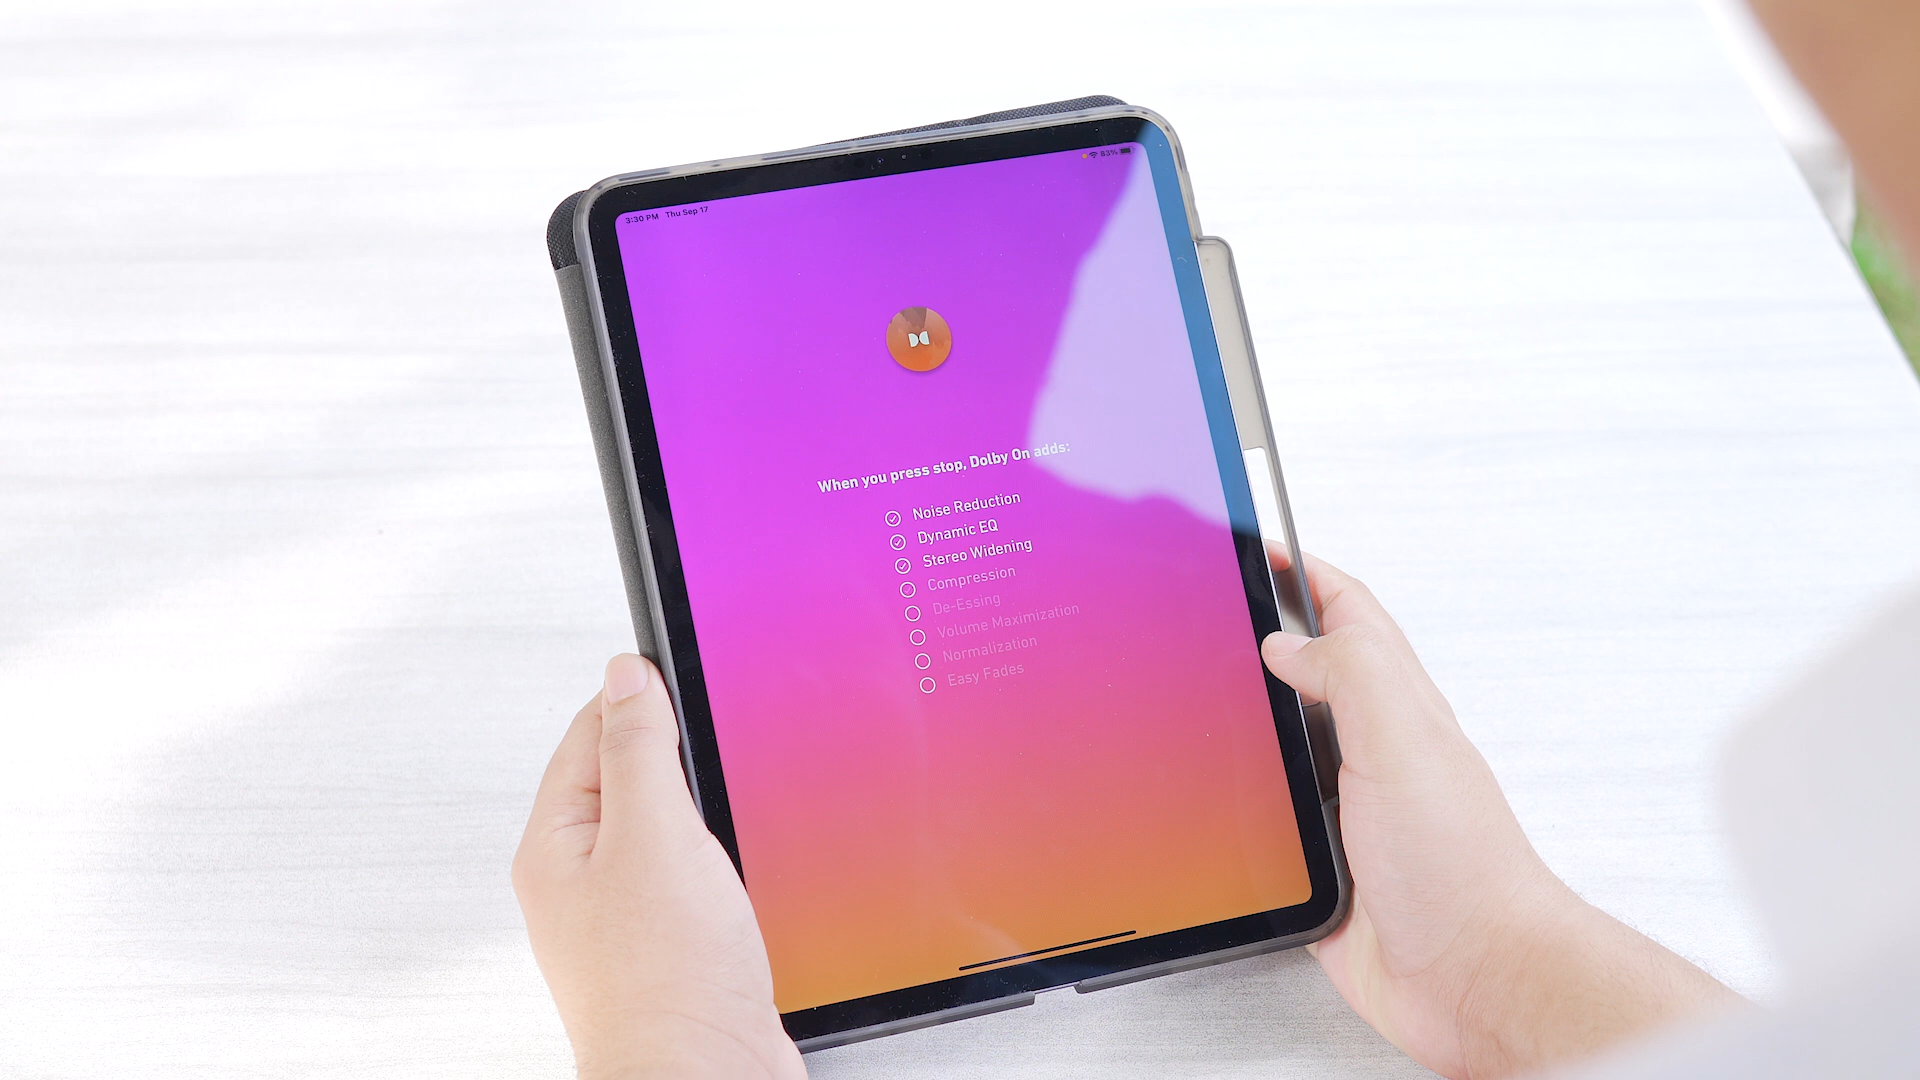 3:30 PM Thu Sep 17
83%
When you press stop, Dolby On adds:
Noise Reduction
Dynamic EQ
Stereo Widening
Compression
De-Essing
Volume Maximization
Normalization
Easy Fades